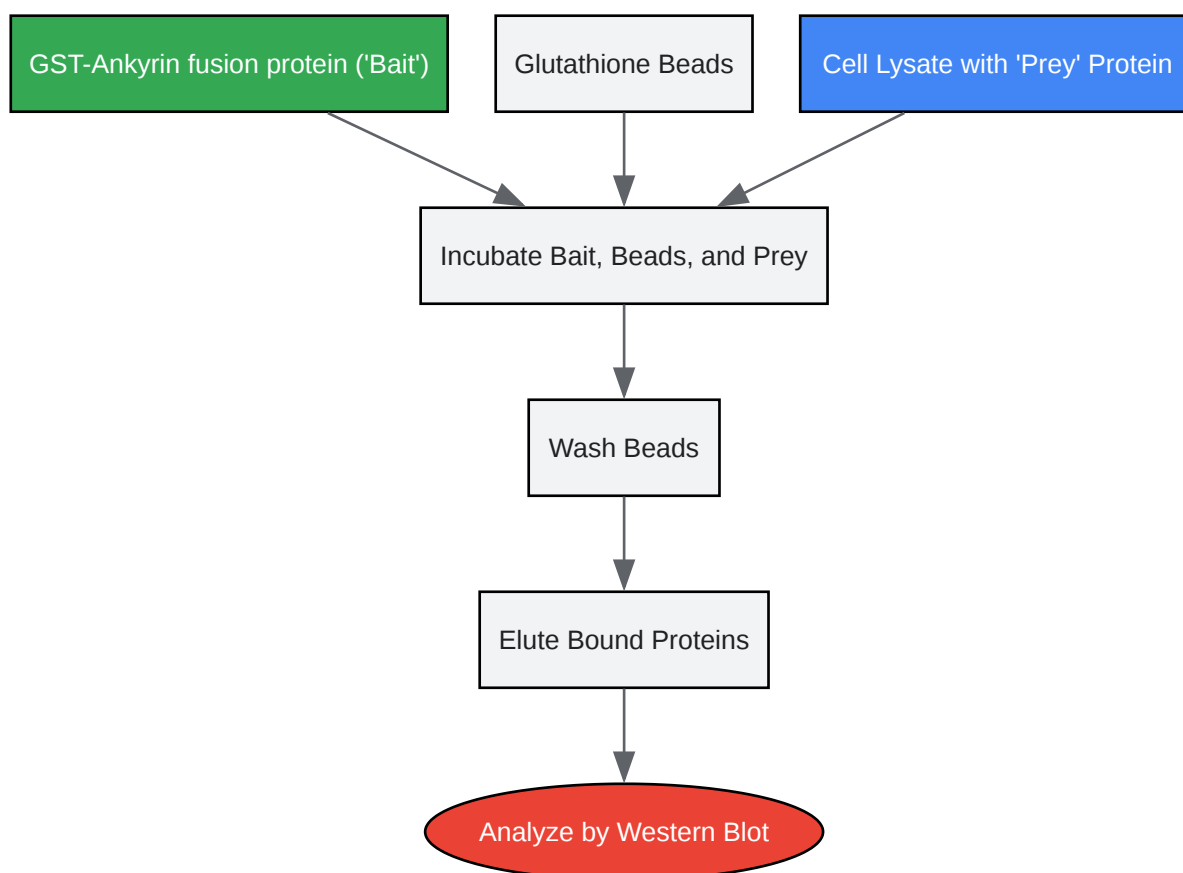 GST-Ankyrin fusion protein ('Bait')
Glutathione Beads
Cell Lysate with 'Prey' Protein
Incubate Bait, Beads, and Prey
Wash Beads
Elute Bound Proteins
Analyze by Western Blot